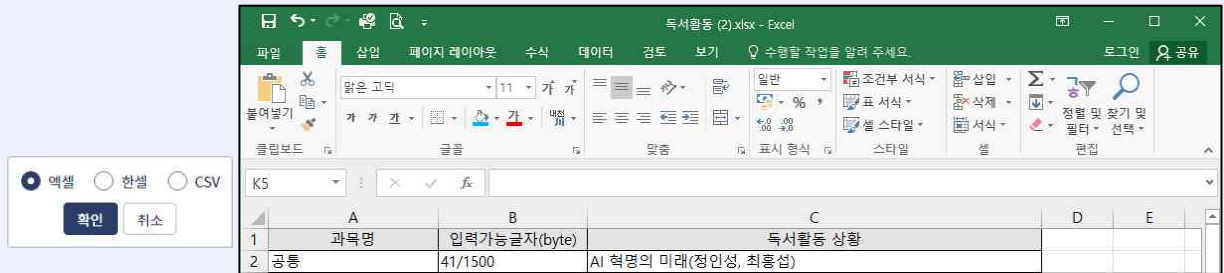 독서활동 (2).xlsx - Excel
파일 홈 삽입 페이지 레이아웃 수식 데이터 검토 보기 수행할 작업을 알려 주세요. 로그인 공유
붙여넣기
클립보드
맑은 고딕 11 가 가
가 가 가 가 내천
글꼴
맞춤
일반
% ,
표시 형식
조건부 서식
표 서식
셀 스타일
스타일
삽입
삭제
서식
셀
정렬 및 필터
찾기 및 선택
편집
엑셀 한셀 CSV
확인 취소
K5 fx
A B C D E
1 과목명 입력가능글자(byte) 독서활동 상황
2 공통 41/1500 AI 혁명의 미래(정인성, 최홍섭)